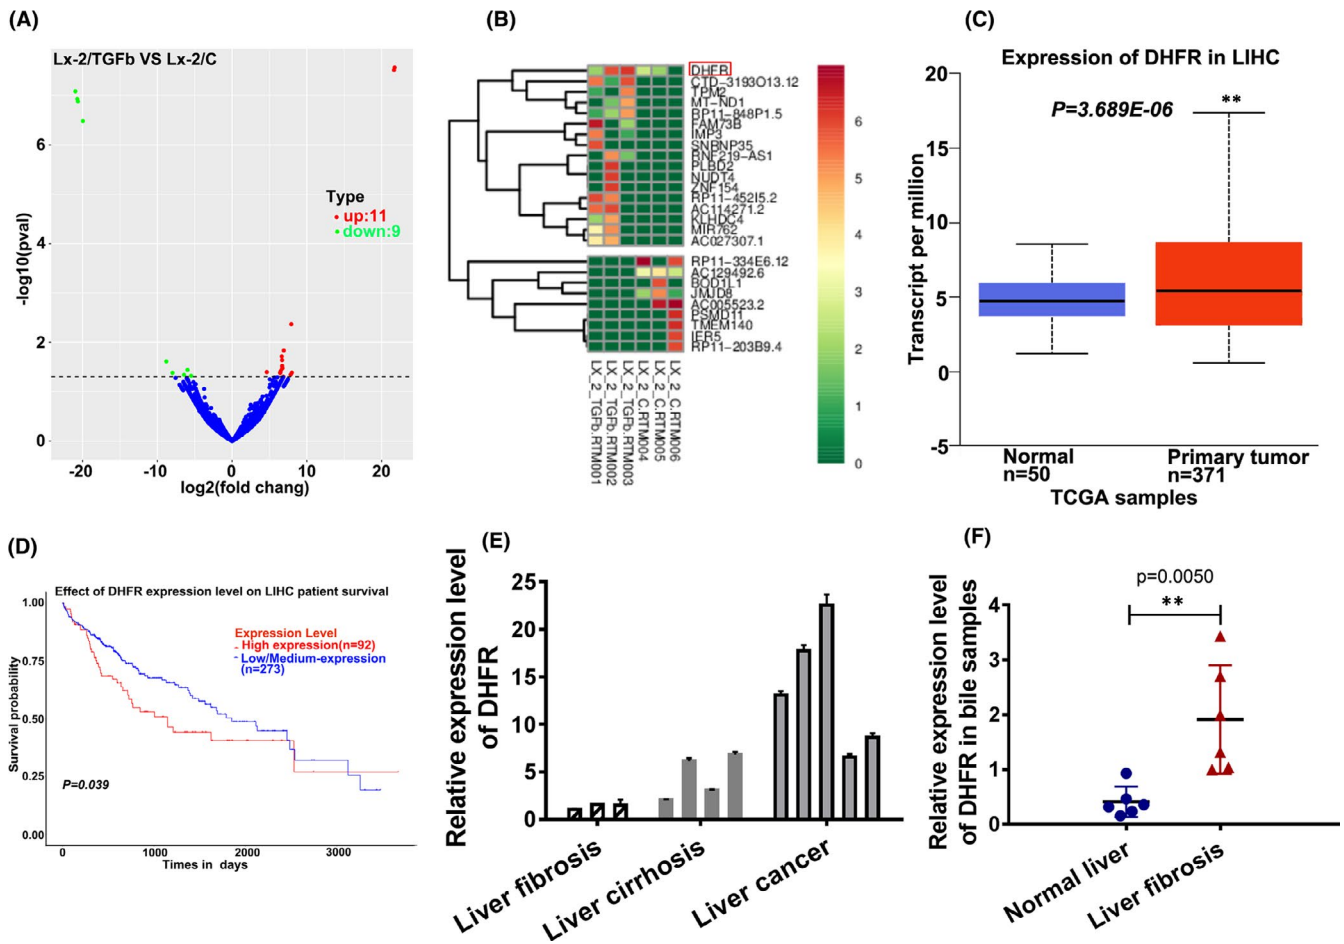 (A)
Lx-2/TGFb VS Lx-2/C
-log10(pval)
6
4
2
0
Type
up:11
down:9
-20
-10
0
10
20
log2(fold chang)
(B)
DHFR
CTD-3193O13.12
TPM2
MT-ND1
BP11-848P1.5
FAM73B
IMP3
SNBNP35
RNF219-AS1
PLBD2
NUDT4
ZNF154
RP11-452I5.2
AC114271.2
KLHDC4
MIR762
AC027307.1
RP11-334E6.12
AC129492.6
BOD1L1
JMJD8
AC005523.2
PSMD11
TMEM140
IFR5
RP11-203B9.4
LX_2_TGFb.RTM001
LX_2_TGFb.RTM002
LX_2_TGFb.RTM003
LX_2_C.RTM004
LX_2_C.RTM005
LX_2_C.RTM006
6
5
4
3
2
1
0
(C)
Expression of DHFR in LIHC
P=3.689E-06
**
Transcript per million
20
15
10
5
0
-5
Normal
n=50
Primary tumor
n=371
TCGA samples
(D)
Effect of DHFR expression level on LIHC patient survival
Survival probability
1.00
0.75
0.50
0.25
0.00
Expression Level
High expression(n=92)
Low/Medium-expression
(n=273)
P=0.039
0
1000
2000
3000
Times in days
(E)
Relative expression level
of DHFR
25
20
15
10
5
0
Liver fibrosis
Liver cirrhosis
Liver cancer
(F)
Relative expression level
of DHFR in bile samples
p=0.0050
**
4
3
2
1
0
Normal liver
Liver fibrosis